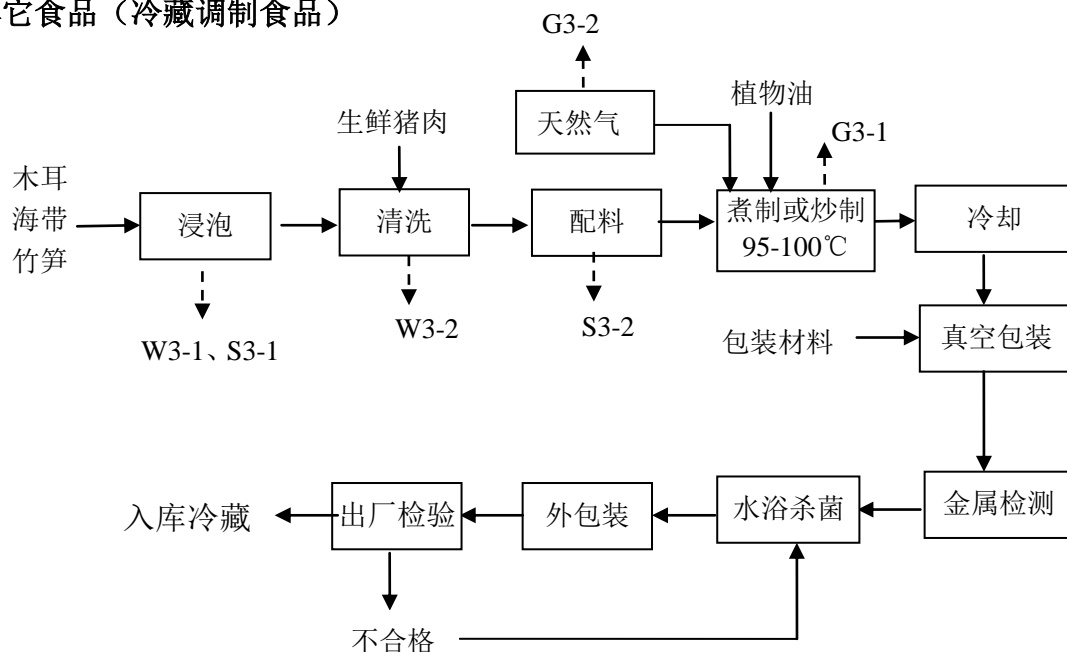 它食品（冷藏调制食品）
G3-2
植物油
生鲜猪肉
天然气
G3-1
木耳
海带
竹笋
浸泡
清洗
配料
煮制或炒制
95-100℃
冷却
W3-1、S3-1
W3-2
S3-2
包装材料
真空包装
入库冷藏
出厂检验
外包装
水浴杀菌
金属检测
不合格